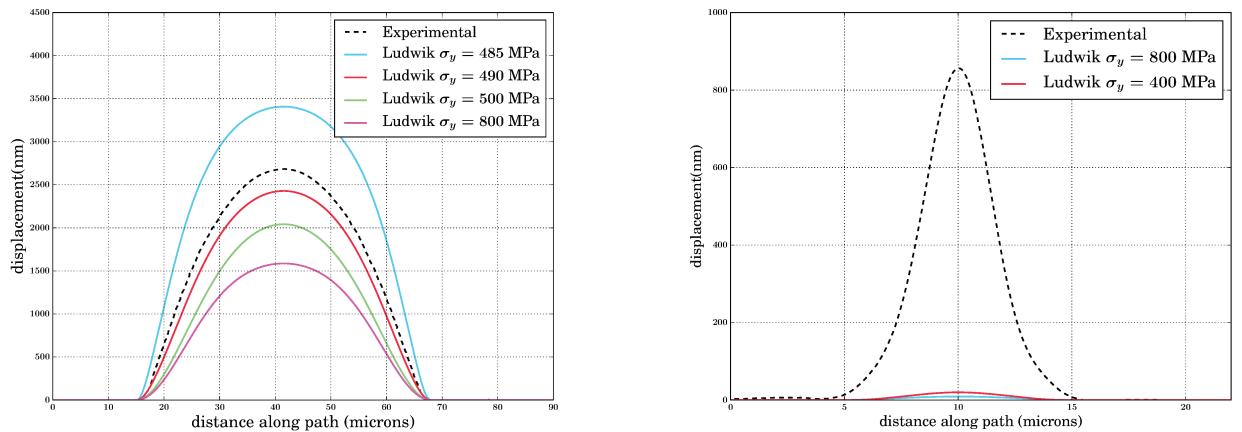 4500
4000
3500
3000
2500
2000
1500
1000
500
0
displacement(nm)
0 10 20 30 40 50 60 70 80 90
distance along path (microns)
Experimental
Ludwik σy = 485 MPa
Ludwik σy = 490 MPa
Ludwik σy = 500 MPa
Ludwik σy = 800 MPa
1000
800
600
400
200
0
displacement(nm)
0 5 10 15 20
distance along path (microns)
Experimental
Ludwik σy = 800 MPa
Ludwik σy = 400 MPa